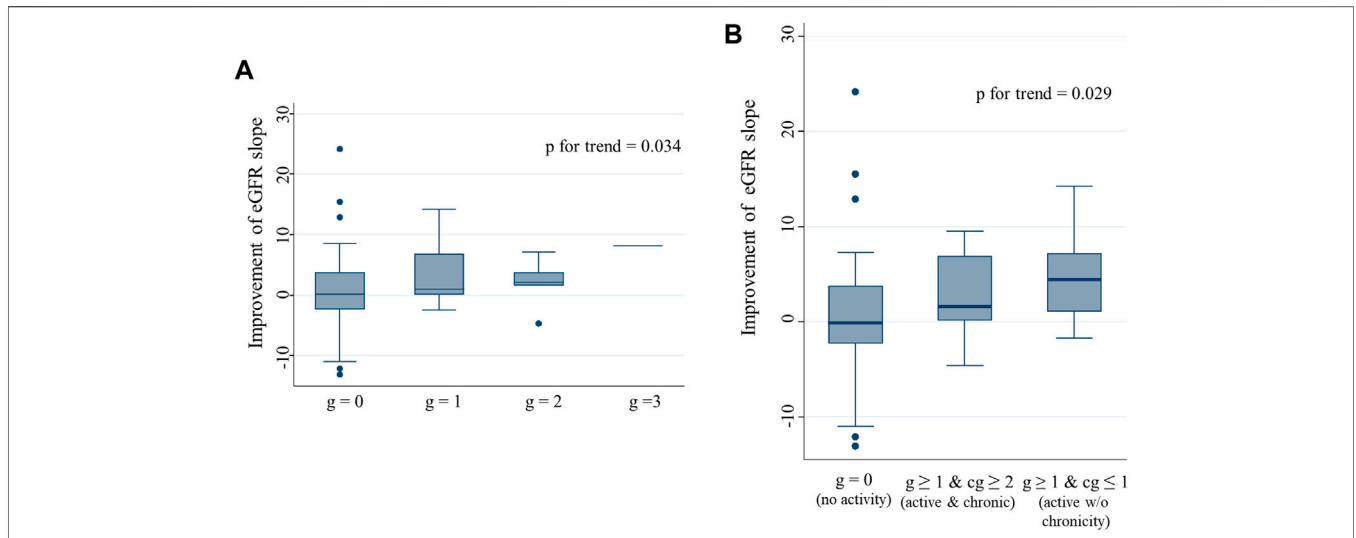 A
Improvement of eGFR slope
30
20
10
0
-10
p for trend = 0.034
g = 0
g = 1
g = 2
g =3
B
Improvement of eGFR slope
30
20
10
0
-10
p for trend = 0.029
g = 0
(no activity)
g ≥ 1 & cg ≥ 2
(active & chronic)
g ≥ 1 & cg ≤ 1
(active w/o
chronicity)